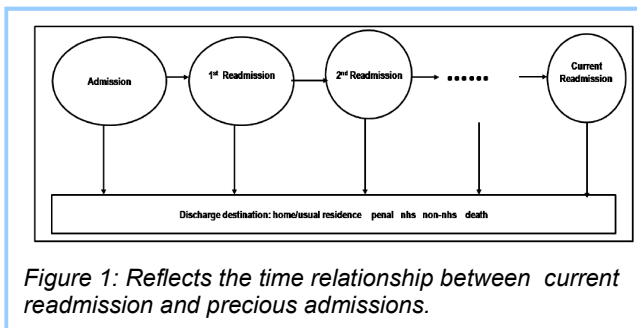 Admission
1st Readmission
2nd Readmission
......
Current
Readmission
Discharge destination: home/usual residence penal nhs non-nhs death
Figure 1: Reflects the time relationship between current
readmission and precious admissions.